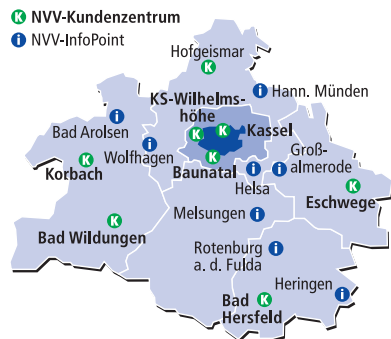 K NVV-Kundenzentrum
i NVV-InfoPoint
Hofgeismar
K
i Hann. Münden
KS-Wilhelms-
höhe
K
K Kassel
i
Bad Arolsen
i
Wolfhagen
K
Korbach
K
Baunatal
i
Helsa
i
Groß-
almerode
K
Eschwege
Melsungen i
K
Bad Wildungen
Rotenburg
a. d. Fulda
i
Heringen
i
Bad
Hersfeld
K